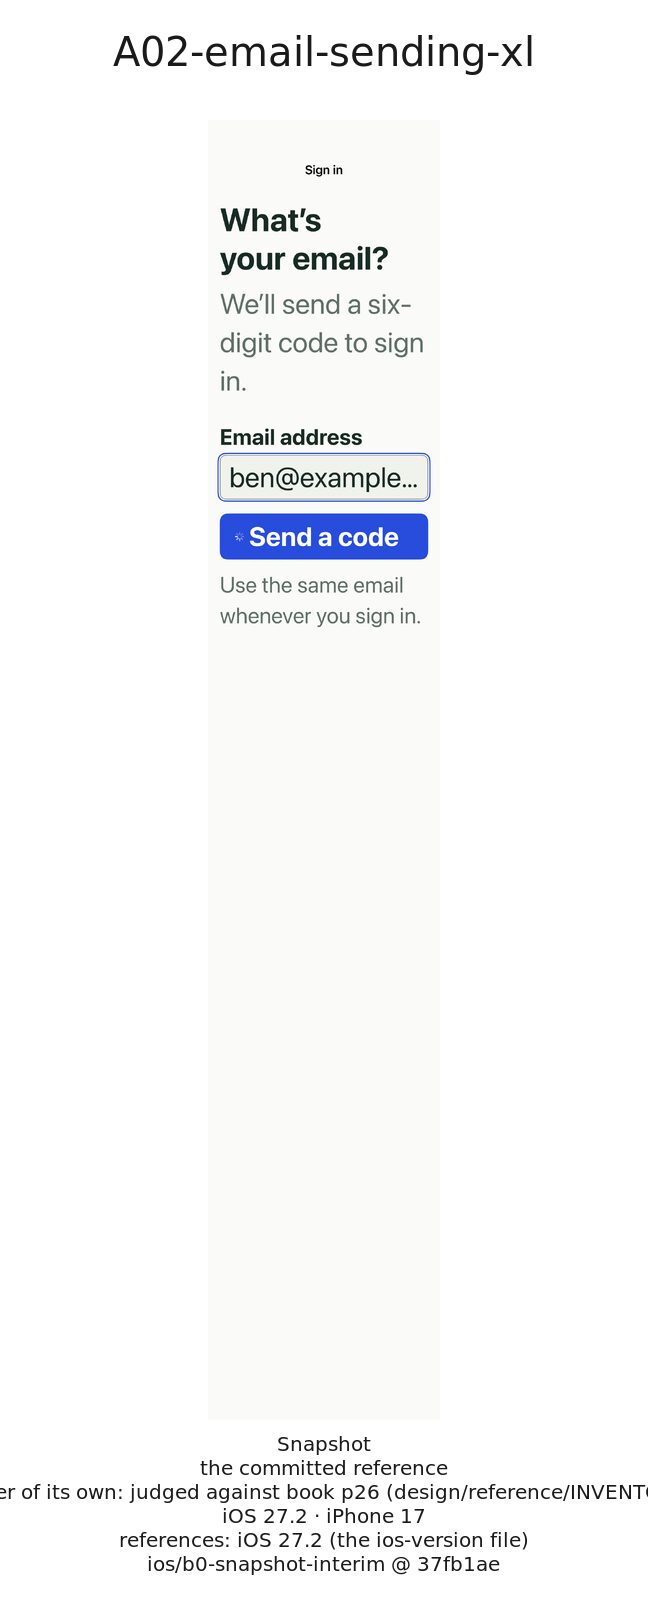 A02-email-sending-xl
Sign in
What’s
your email?
We’ll send a six-
digit code to sign
in.
Email address
ben@example…
Send a code
Use the same email
whenever you sign in.
Snapshot
the committed reference
of its own: judged against book p26 (design/reference/
iOS 27.2 · iPhone 17
references: iOS 27.2 (the ios-version file)
ios/b0-snapshot-interim @ 37fb1ae